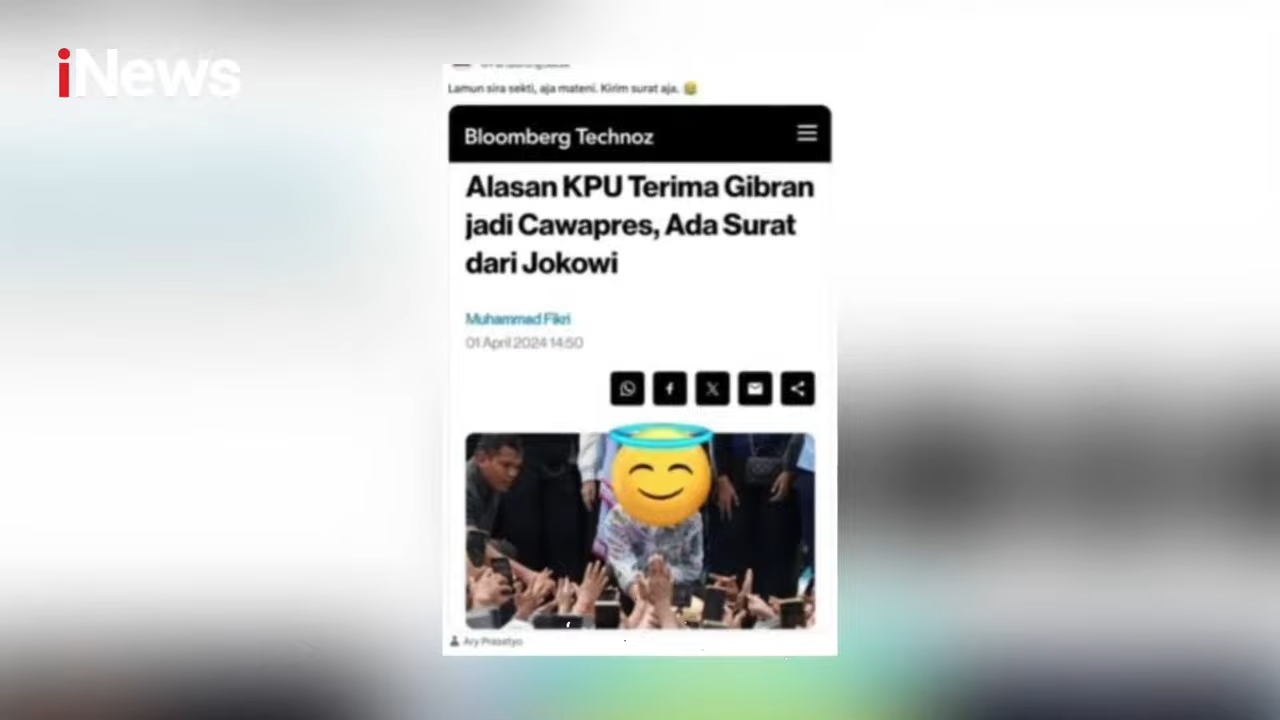 iNews
Lamun sira sekti, aja mateni. Kirim surat aja.
Bloomberg Technoz
Alasan KPU Terima Gibran
jadi Cawapres, Ada Surat
dari Jokowi
Muhammad Fikri
01 April 2024 14:50
Ary Prasetyo